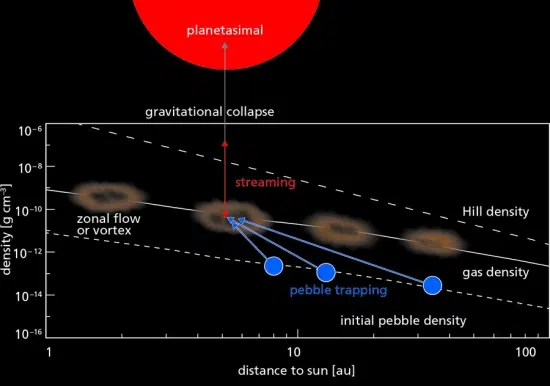 planetasimal
gravitational collapse
10⁻⁶
10⁻⁸
10⁻¹⁰
10⁻¹²
10⁻¹⁴
10⁻¹⁶
density [g cm⁻³]
streaming
zonal flow
or vortex
Hill density
gas density
pebble trapping
initial pebble density
1
10
100
distance to sun [au]